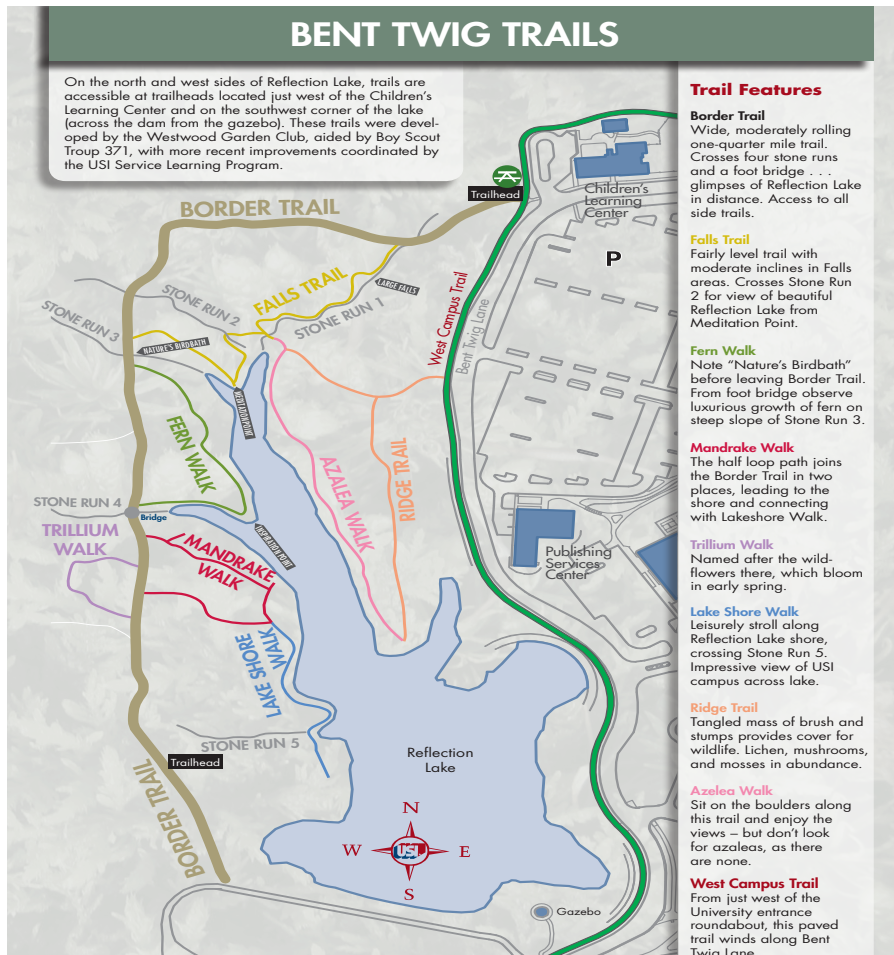 BENT TWIG TRAILS
On the north and west sides of Reflection Lake, trails are
accessible at trailheads located just west of the Children's
Learning Center and on the southwest corner of the lake
(across the dam from the gazebo). These trails were devel-
oped by the Westwood Garden Club, aided by Boy Scout
Troup 371, with more recent improvements coordinated by
the USI Service Learning Program.
Trailhead
Children's
Learning
Center
BORDER TRAIL
P
LARGE FALLS
FALLS TRAIL
STONE RUN 2
STONE RUN 1
STONE RUN 3
NATURE'S BIRDBATH
West Campus Trail
Bent Twig Lane
MEDITATION POINT
FERN WALK
AZALEA WALK
RIDGE TRAIL
STONE RUN 4
Bridge
TRILLIUM
WALK
MANDRAKE
WALK
INSPIRATION POINT
Publishing
Services
Center
LAKE SHORE
WALK
STONE RUN 5
Trailhead
BORDER TRAIL
Reflection
Lake
N
W
USI
E
S
Gazebo
Trail Features
Border Trail
Wide, moderately rolling
one-quarter mile trail.
Crosses four stone runs
and a foot bridge . . .
glimpses of Reflection Lake
in distance. Access to all
side trails.
Falls Trail
Fairly level trail with
moderate inclines in Falls
areas. Crosses Stone Run
2 for view of beautiful
Reflection Lake from
Meditation Point.
Fern Walk
Note "Nature's Birdbath"
before leaving Border Trail.
From foot bridge observe
luxurious growth of fern on
steep slope of Stone Run 3.
Mandrake Walk
The half loop path joins
the Border Trail in two
places, leading to the
shore and connecting
with Lakeshore Walk.
Trillium Walk
Named after the wild-
flowers there, which bloom
in early spring.
Lake Shore Walk
Leisurely stroll along
Reflection Lake shore,
crossing Stone Run 5.
Impressive view of USI
campus across lake.
Ridge Trail
Tangled mass of brush and
stumps provides cover for
wildlife. Lichen, mushrooms,
and mosses in abundance.
Azelea Walk
Sit on the boulders along
this trail and enjoy the
views – but don't look
for azaleas, as there
are none.
West Campus Trail
From just west of the
University entrance
roundabout, this paved
trail winds along Bent
Twig Lane